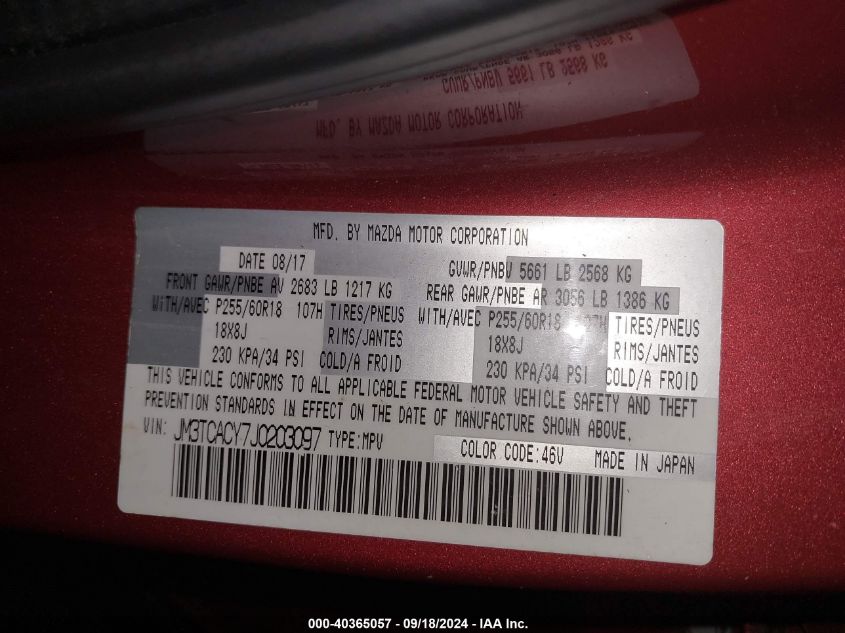 MFD. BY MAZDA MOTOR CORPORATION
DATE 08/17 GVWR/PNBV 5661 LB 2568 KG
FRONT GAWR/PNBE AV 2683 LB 1217 KG REAR GAWR/PNBE AR 3056 LB 1386 KG
WITH/AVEC P255/60R18 107H TIRES/PNEUS WITH/AVEC P255/60R18 107H TIRES/PNEUS
18X8J RIMS/JANTES 18X8J RIMS/JANTES
230 KPA/34 PSI COLD/A FROID 230 KPA/34 PSI COLD/A FROID
THIS VEHICLE CONFORMS TO ALL APPLICABLE FEDERAL MOTOR VEHICLE SAFETY AND THEFT
PREVENTION STANDARDS IN EFFECT ON THE DATE OF MANUFACTURE SHOWN ABOVE.
VIN: JM3TCACY7J0203097 TYPE:MPV
COLOR CODE:46V MADE IN JAPAN
000-40365057 - 09/18/2024 - IAA Inc.